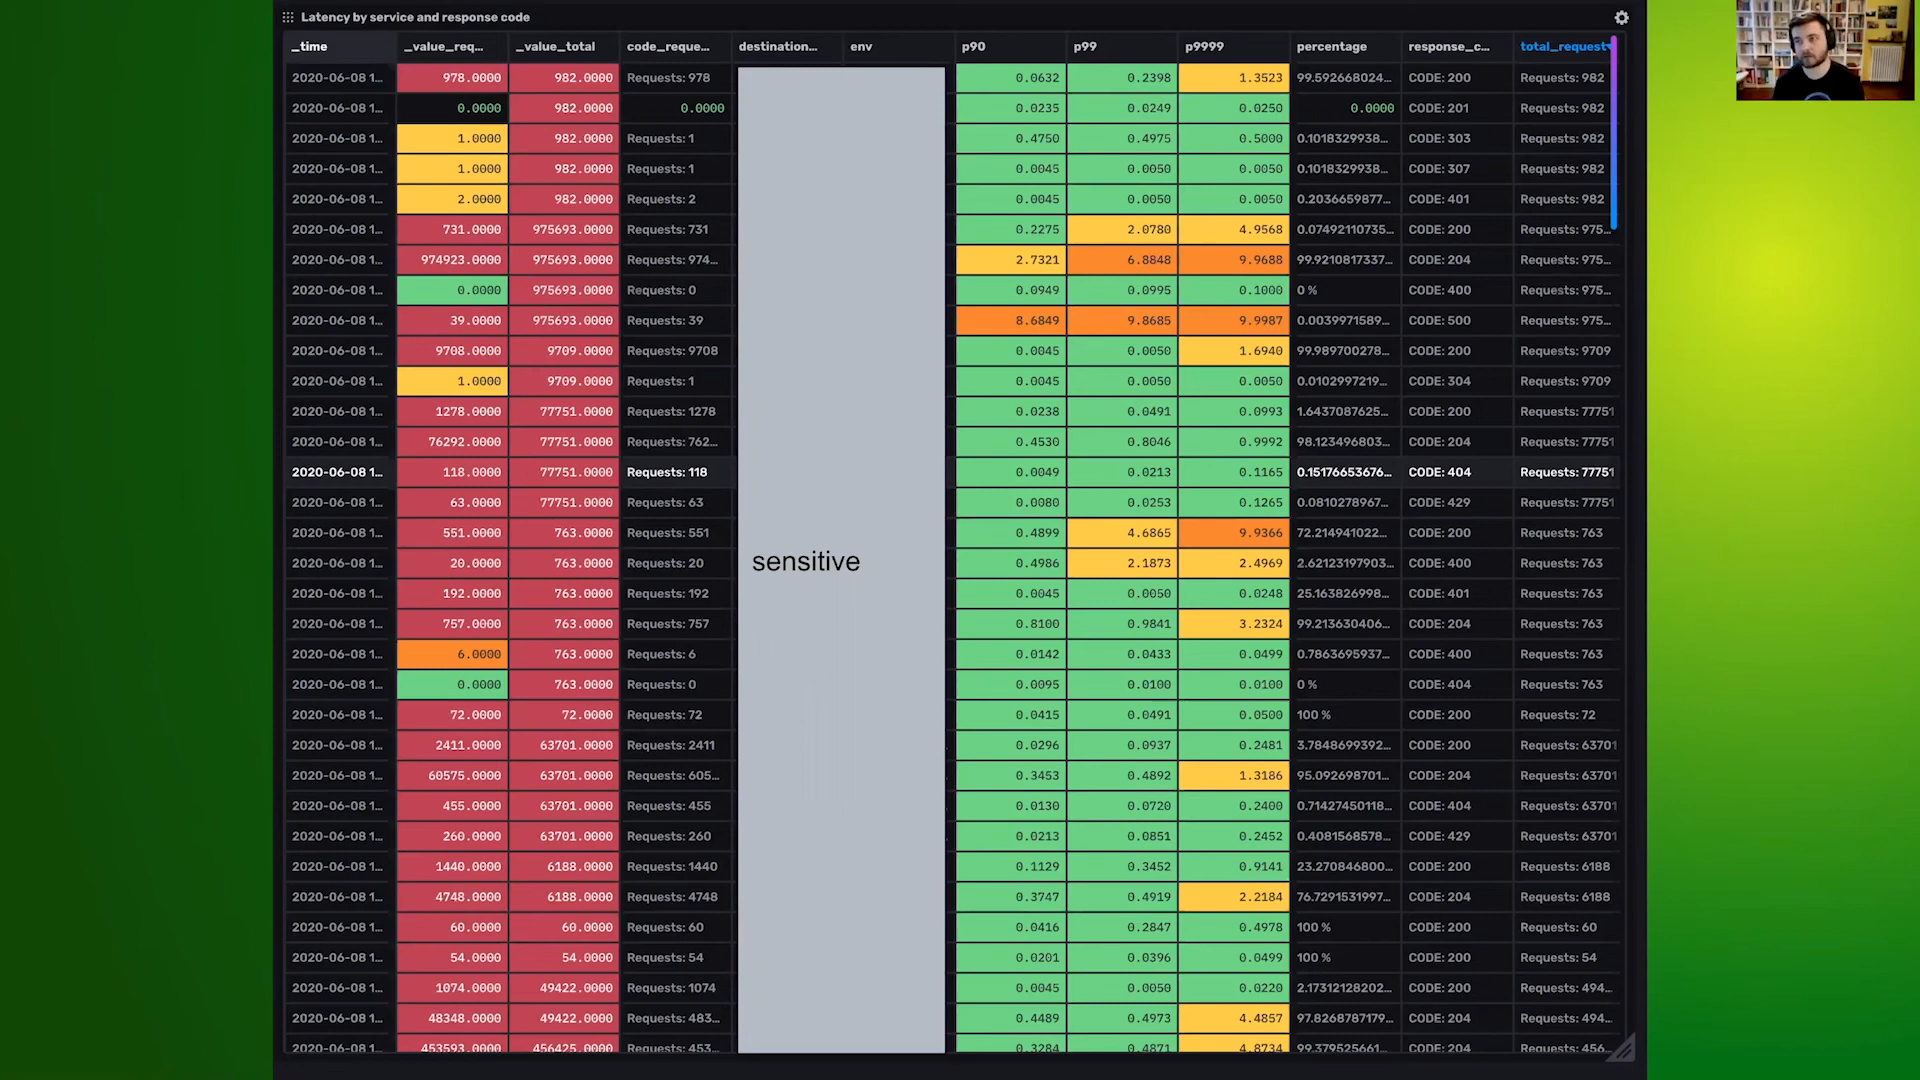 Latency by service and response code
_time _value_req... _value_total code_reque... destination... env p90 p99 p9999 percentage response_c... total_request
2020-06-08 1... 978.0000 982.0000 Requests: 978 0.0632 0.2398 1.3523 99.592668024... CODE: 200 Requests: 982
2020-06-08 1... 0.0000 982.0000 0.0000 0.0235 0.0249 0.0250 0.0000 CODE: 201 Requests: 982
2020-06-08 1... 1.0000 982.0000 Requests: 1 0.4750 0.4975 0.5000 0.1018329938... CODE: 303 Requests: 982
2020-06-08 1... 1.0000 982.0000 Requests: 1 0.0045 0.0050 0.0050 0.1018329938... CODE: 307 Requests: 982
2020-06-08 1... 2.0000 982.0000 Requests: 2 0.0045 0.0050 0.0050 0.2036659877... CODE: 401 Requests: 982
2020-06-08 1... 731.0000 975693.0000 Requests: 731 0.2275 2.0780 4.9568 0.07492110735... CODE: 200 Requests: 975...
2020-06-08 1... 974923.0000 975693.0000 Requests: 974... 2.7321 6.8848 9.9688 99.9210817337... CODE: 204 Requests: 975...
2020-06-08 1... 0.0000 975693.0000 Requests: 0 0.0949 0.0995 0.1000 0 % CODE: 400 Requests: 975...
2020-06-08 1... 39.0000 975693.0000 Requests: 39 8.6849 9.8685 9.9987 0.0039971589... CODE: 500 Requests: 975...
2020-06-08 1... 9708.0000 9709.0000 Requests: 9708 0.0045 0.0050 1.6940 99.989700278... CODE: 200 Requests: 9709
2020-06-08 1... 1.0000 9709.0000 Requests: 1 0.0045 0.0050 0.0050 0.0102997219... CODE: 304 Requests: 9709
2020-06-08 1... 1278.0000 77751.0000 Requests: 1278 0.0238 0.0491 0.0993 1.6437087625... CODE: 200 Requests: 77751
2020-06-08 1... 76292.0000 77751.0000 Requests: 762... 0.4530 0.8046 0.9992 98.123496803... CODE: 204 Requests: 77751
2020-06-08 1... 118.0000 77751.0000 Requests: 118 0.0049 0.0213 0.1165 0.15176653676... CODE: 404 Requests: 77751
2020-06-08 1... 63.0000 77751.0000 Requests: 63 0.0080 0.0253 0.1265 0.0810278967... CODE: 429 Requests: 77751
2020-06-08 1... 551.0000 763.0000 Requests: 551 0.4899 4.6865 9.9366 72.214941022... CODE: 200 Requests: 763
sensitive
2020-06-08 1... 20.0000 763.0000 Requests: 20 0.4986 2.1873 2.4969 2.62123197903... CODE: 400 Requests: 763
2020-06-08 1... 192.0000 763.0000 Requests: 192 0.0045 0.0050 0.0248 25.163826998... CODE: 401 Requests: 763
2020-06-08 1... 757.0000 763.0000 Requests: 757 0.8100 0.9841 3.2324 99.213630406... CODE: 204 Requests: 763
2020-06-08 1... 6.0000 763.0000 Requests: 6 0.0142 0.0433 0.0499 0.7863695937... CODE: 400 Requests: 763
2020-06-08 1... 0.0000 763.0000 Requests: 0 0.0095 0.0100 0.0100 0 % CODE: 404 Requests: 763
2020-06-08 1... 72.0000 72.0000 Requests: 72 0.0415 0.0491 0.0500 100 % CODE: 200 Requests: 72
2020-06-08 1... 2411.0000 63701.0000 Requests: 2411 0.0296 0.0937 0.2481 3.7848699392... CODE: 200 Requests: 63701
2020-06-08 1... 60575.0000 63701.0000 Requests: 605... 0.3453 0.4892 1.3186 95.092698701... CODE: 204 Requests: 63701
2020-06-08 1... 455.0000 63701.0000 Requests: 455 0.0130 0.0720 0.2400 0.71427450118... CODE: 404 Requests: 63701
2020-06-08 1... 260.0000 63701.0000 Requests: 260 0.0213 0.0851 0.2452 0.4081568578... CODE: 429 Requests: 63701
2020-06-08 1... 1440.0000 6188.0000 Requests: 1440 0.1129 0.3452 0.9141 23.270846800... CODE: 200 Requests: 6188
2020-06-08 1... 4748.0000 6188.0000 Requests: 4748 0.3747 0.4919 2.2184 76.7291531997... CODE: 204 Requests: 6188
2020-06-08 1... 60.0000 60.0000 Requests: 60 0.0416 0.2847 0.4978 100 % CODE: 200 Requests: 60
2020-06-08 1... 54.0000 54.0000 Requests: 54 0.0201 0.0396 0.0499 100 % CODE: 200 Requests: 54
2020-06-08 1... 1074.0000 49422.0000 Requests: 1074 0.0045 0.0050 0.0220 2.17312128202... CODE: 200 Requests: 494...
2020-06-08 1... 48348.0000 49422.0000 Requests: 483... 0.4489 0.4973 4.4857 97.8268787179... CODE: 204 Requests: 494...
2020-06-08 1... 453593.0000 456425.0000 Requests: 453... 0.3284 0.4871 4.8734 99.379525661... CODE: 204 Requests: 456...